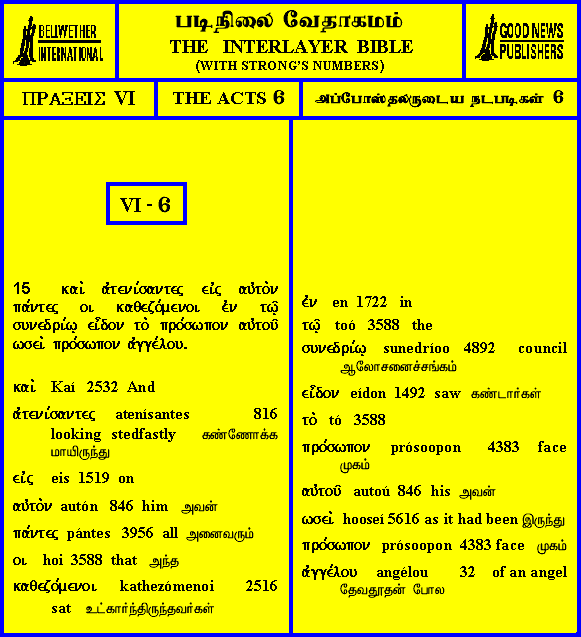 BELLWETHER
INTERNATIONAL
படிநிலை வேதாகமம்
THE INTERLAYER BIBLE
(WITH STRONG'S NUMBERS)
GOOD NEWS
PUBLISHERS
ΠΡΑΞΕΙΣ VI
THE ACTS 6
அப்போஸ்தலருடைய நடபடிகள் 6
VI - 6
15 καὶ ἀτενίσαντες εἰς αὐτὸν
πάντες οι καθεζόμενοι ἐν τῷ
συνεδρίῳ εἶδον τὸ πρόσωπον αὐτοῦ
ωσεὶ πρόσωπον ἀγγέλου.
καὶ Kaí 2532 And
ἀτενίσαντες atenísantes 816
looking stedfastly கண்ணோக்க
மாயிருந்து
εἰς eis 1519 on
αὐτὸν autón 846 him அவன்
πάντες pántes 3956 all அனைவரும்
οι hoi 3588 that அந்த
καθεζόμενοι kathezómenoi 2516
sat உட்கார்ந்திருந்தவர்கள்
ἐν en 1722 in
τῷ toó 3588 the
συνεδρίῳ sunedríoo 4892 council
ஆலோசனைச்சங்கம்
εἶδον eídon 1492 saw கண்டார்கள்
τὸ tó 3588
πρόσωπον prósoopon 4383 face
முகம்
αὐτοῦ autoú 846 his அவன்
ωσεὶ hooseí 5616 as it had been இருந்து
πρόσωπον prósoopon 4383 face முகம்
ἀγγέλου angélou 32 of an angel
தேவதூதன் போல